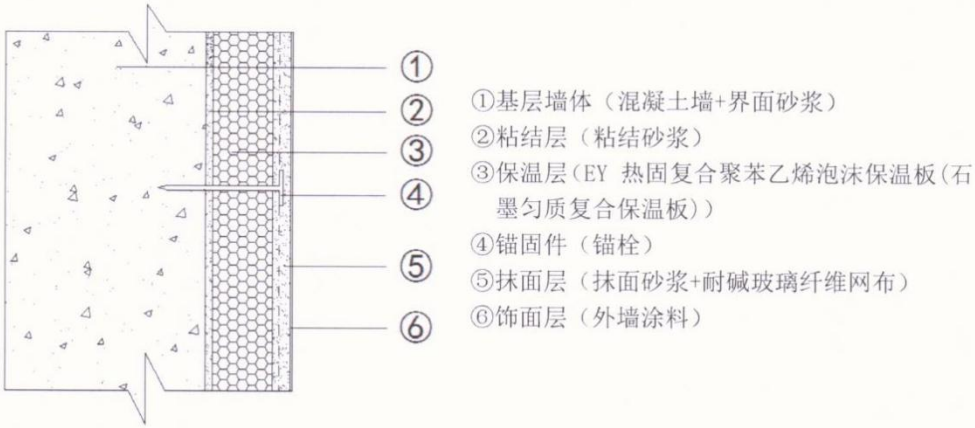 ①
②
③
④
⑤
⑥
①基层墙体（混凝土墙+界面砂浆）
②粘结层（粘结砂浆）
③保温层(EY 热固复合聚苯乙烯泡沫保温板(石
墨匀质复合保温板))
④锚固件（锚栓）
⑤抹面层（抹面砂浆+耐碱玻璃纤维网布）
⑥饰面层（外墙涂料）